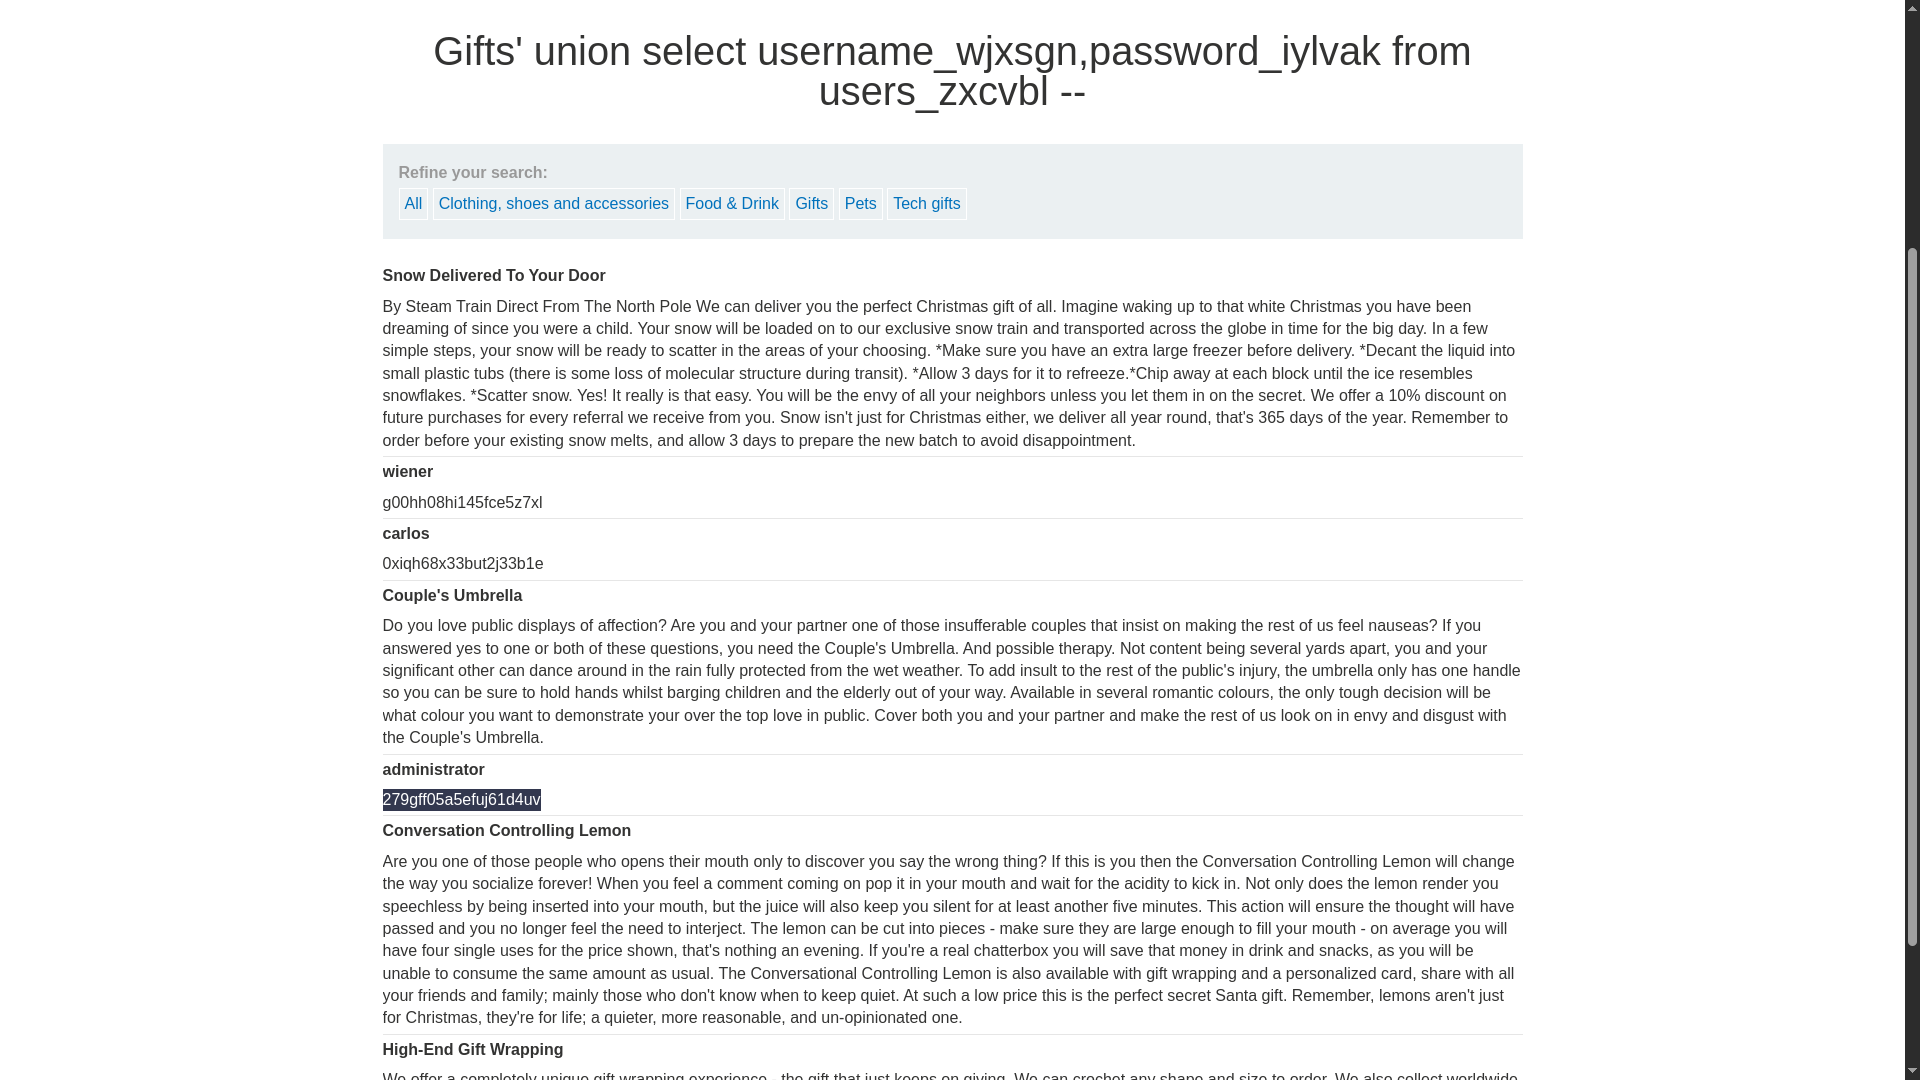 Gifts' union select username_wjxsgn,password_iylvak from
users_zxcvbl --
Refine your search:
All Clothing, shoes and accessories Food & Drink Gifts Pets Tech gifts
Snow Delivered To Your Door
By Steam Train Direct From The North Pole We can deliver you the perfect Christmas gift of all. Imagine waking up to that white Christmas you have been
dreaming of since you were a child. Your snow will be loaded on to our exclusive snow train and transported across the globe in time for the big day. In a few
simple steps, your snow will be ready to scatter in the areas of your choosing. *Make sure you have an extra large freezer before delivery. *Decant the liquid into
small plastic tubs (there is some loss of molecular structure during transit). *Allow 3 days for it to refreeze.*Chip away at each block until the ice resembles
snowflakes. *Scatter snow. Yes! It really is that easy. You will be the envy of all your neighbors unless you let them in on the secret. We offer a 10% discount on
future purchases for every referral we receive from you. Snow isn't just for Christmas either, we deliver all year round, that's 365 days of the year. Remember to
order before your existing snow melts, and allow 3 days to prepare the new batch to avoid disappointment.
wiener
g00hh08hi145fce5z7xl
carlos
0xiqh68x33but2j33b1e
Couple's Umbrella
Do you love public displays of affection? Are you and your partner one of those insufferable couples that insist on making the rest of us feel nauseas? If you
answered yes to one or both of these questions, you need the Couple's Umbrella. And possible therapy. Not content being several yards apart, you and your
significant other can dance around in the rain fully protected from the wet weather. To add insult to the rest of the public's injury, the umbrella only has one handle
so you can be sure to hold hands whilst barging children and the elderly out of your way. Available in several romantic colours, the only tough decision will be
what colour you want to demonstrate your over the top love in public. Cover both you and your partner and make the rest of us look on in envy and disgust with
the Couple's Umbrella.
administrator
279gff05a5efuj61d4uv
Conversation Controlling Lemon
Are you one of those people who opens their mouth only to discover you say the wrong thing? If this is you then the Conversation Controlling Lemon will change
the way you socialize forever! When you feel a comment coming on pop it in your mouth and wait for the acidity to kick in. Not only does the lemon render you
speechless by being inserted into your mouth, but the juice will also keep you silent for at least another five minutes. This action will ensure the thought will have
passed and you no longer feel the need to interject. The lemon can be cut into pieces - make sure they are large enough to fill your mouth - on average you will
have four single uses for the price shown, that's nothing an evening. If you're a real chatterbox you will save that money in drink and snacks, as you will be
unable to consume the same amount as usual. The Conversational Controlling Lemon is also available with gift wrapping and a personalized card, share with all
your friends and family; mainly those who don't know when to keep quiet. At such a low price this is the perfect secret Santa gift. Remember, lemons aren't just
for Christmas, they're for life; a quieter, more reasonable, and un-opinionated one.
High-End Gift Wrapping
We offer a completely unique gift wrapping experience - the gift that just keeps on giving. We can crochet any shape and size to order. We also collect worldwide